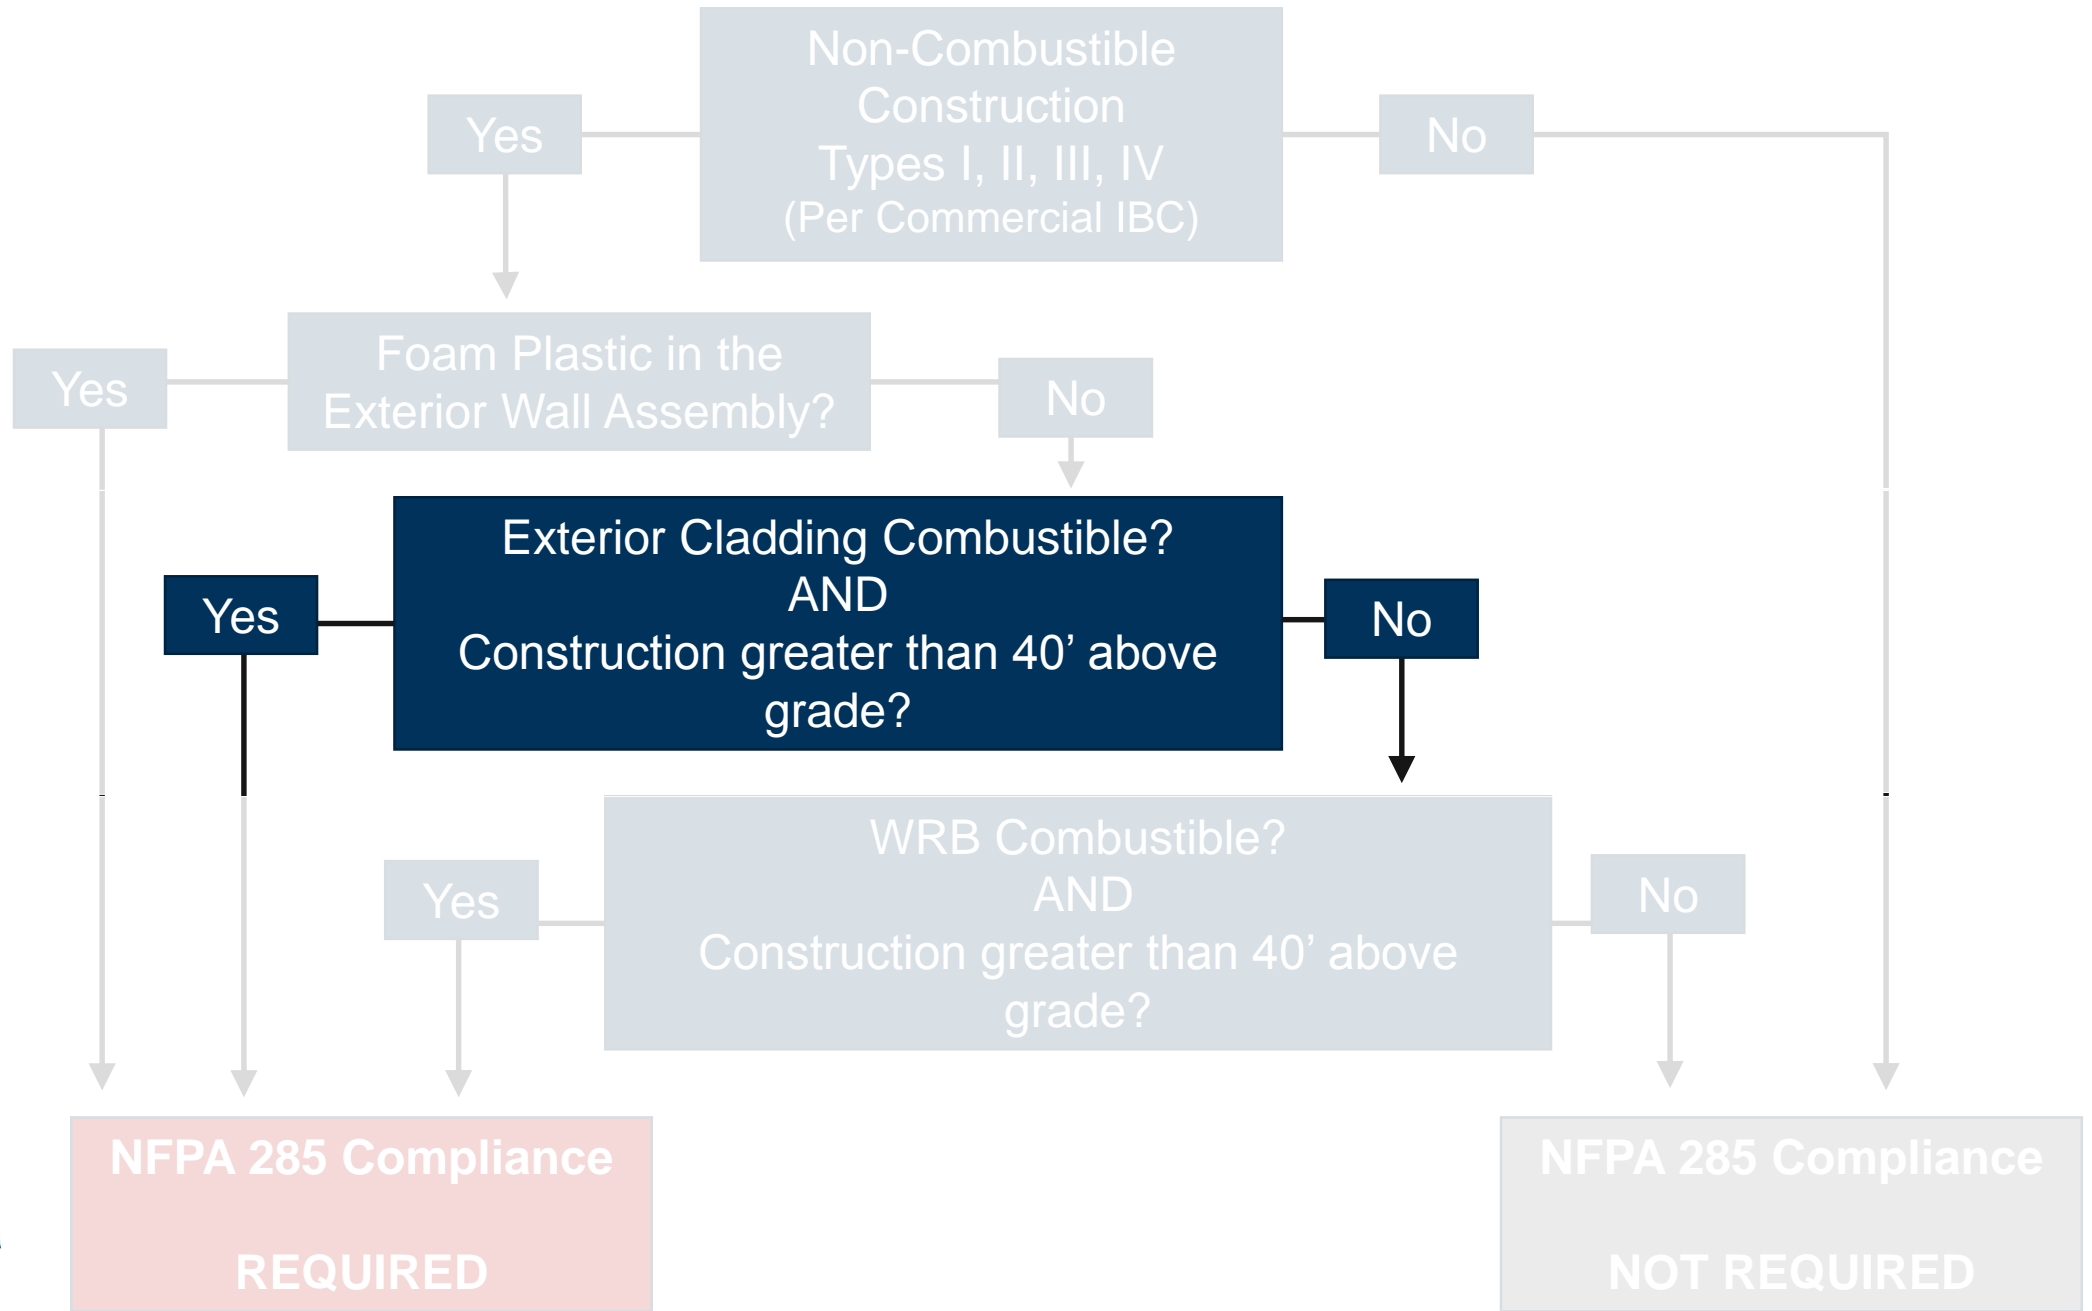 Non-Combustible
Construction
Types I, II, III, IV
(Per Commercial IBC)
Yes
No
Foam Plastic in the
Exterior Wall Assembly?
Yes
No
Exterior Cladding Combustible?
AND
Construction greater than 40’ above
grade?
Yes
No
WRB Combustible?
AND
Construction greater than 40’ above
grade?
Yes
No
NFPA 285 Compliance
REQUIRED
NFPA 285 Compliance
NOT REQUIRED